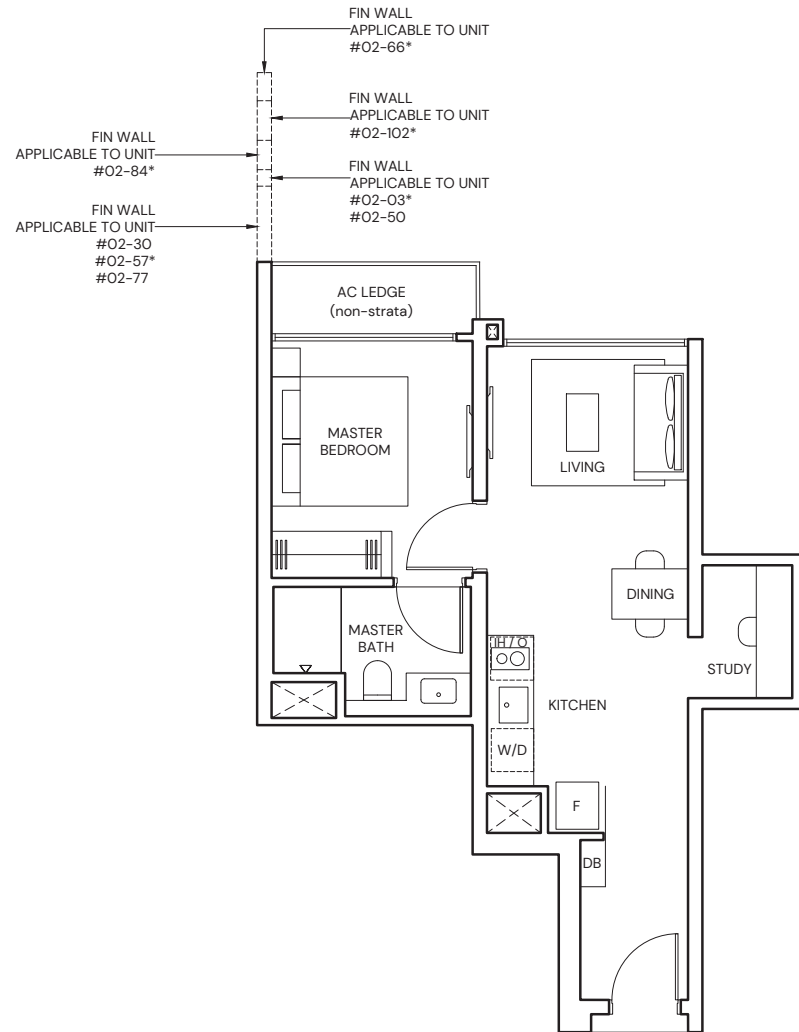 FIN WALL
APPLICABLE TO UNIT
#02-66*
FIN WALL
APPLICABLE TO UNIT
#02-102*
FIN WALL
APPLICABLE TO UNIT
#02-84*
FIN WALL
APPLICABLE TO UNIT
#02-03*
#02-50
FIN WALL
APPLICABLE TO UNIT
#02-30
#02-57*
#02-77
AC LEDGE
(non-strata)
MASTER
BEDROOM
LIVING
DINING
MASTER
BATH
IH / O
STUDY
KITCHEN
W/D
F
DB